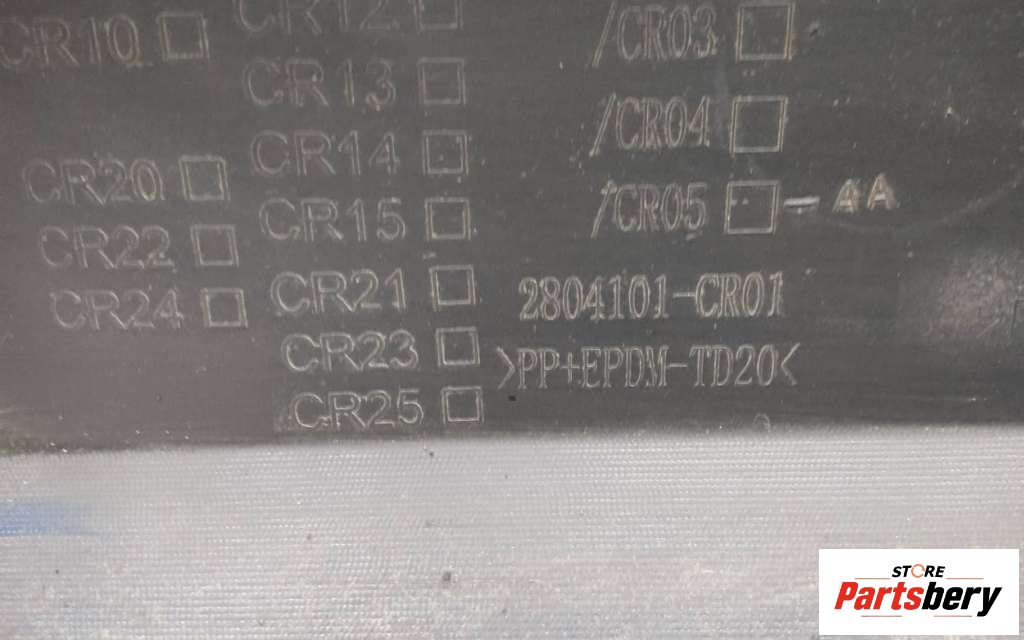 CR10 □
CR20 □
CR22 □
CR24 □
CR12 □
CR13 □
CR14 □
CR15 □
CR21 □
CR23 □
CR25 □
/CR03 □
/CR04 □
/CR05 □ - AA
2804101-CR01
>PP+EPDM-TD20<
STORE
Partsbery